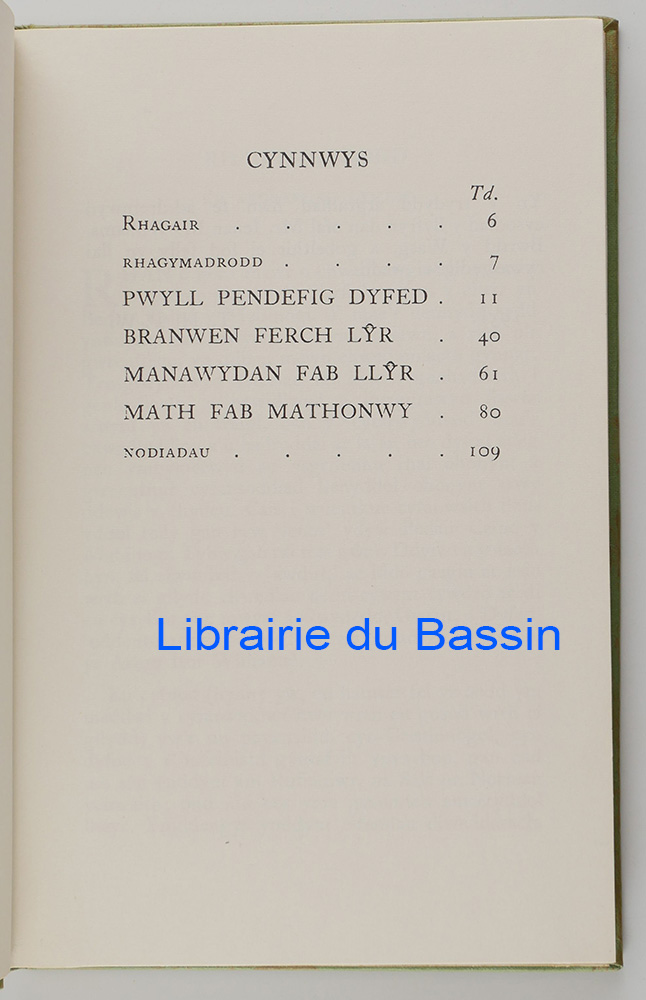 CYNNWYS
Td.
RHAGAIR . . . . . 6
RHAGYMADRODD . . . . 7
PWYLL PENDEFIG DYFED . 11
BRANWEN FERCH LŶR . 40
MANAWYDAN FAB LLŶR . 61
MATH FAB MATHONWY . 80
NODIADAU . . . . . 109
Librairie du Bassin